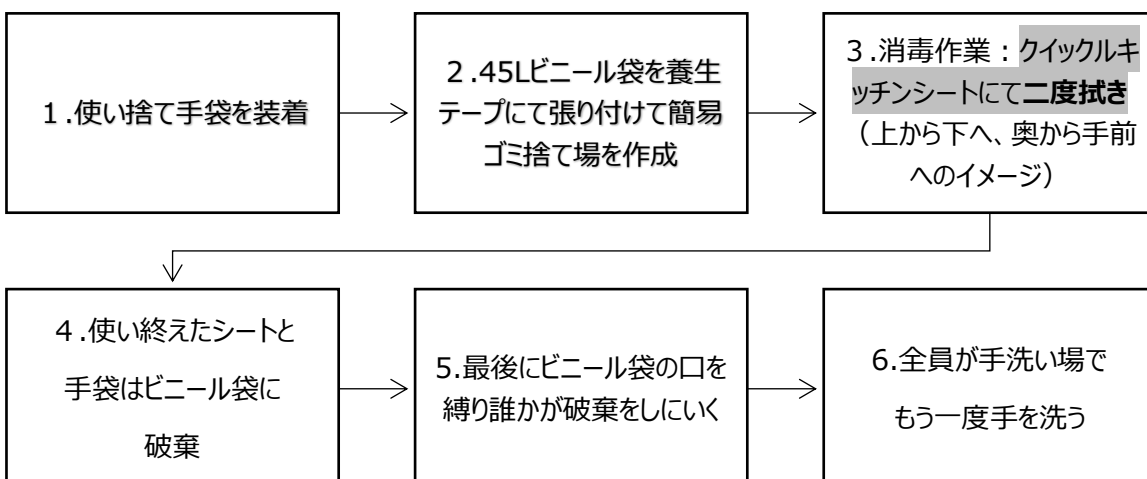 1.使い捨て手袋を装着
2.45Lビニール袋を養生
テープにて張り付けて簡易
ゴミ捨て場を作成
3.消毒作業：クイックルキ
ッチンシートにて二度拭き
（上から下へ、奥から手前
へのイメージ）
4.使い終えたシートと
手袋はビニール袋に
破棄
5.最後にビニール袋の口を
縛り誰かが破棄をしにいく
6.全員が手洗い場で
もう一度手を洗う